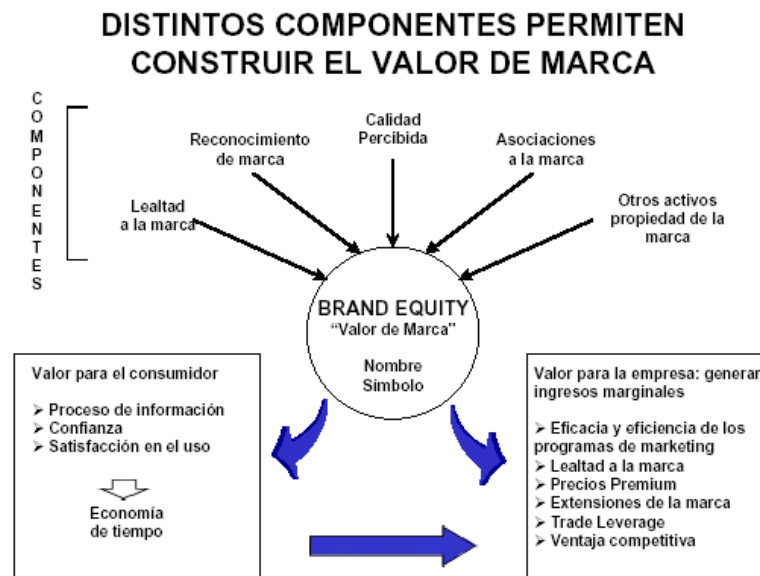 DISTINTOS COMPONENTES PERMITEN
CONSTRUIR EL VALOR DE MARCA
COMPONENTES
Lealtad
a la marca
Reconocimiento
de marca
Calidad
Percibida
Asociaciones
a la marca
Otros activos
propiedad de la
marca
BRAND EQUITY
“Valor de Marca”
Nombre
Símbolo
Valor para el consumidor
➢ Proceso de información
➢ Confianza
➢ Satisfacción en el uso
Economía
de tiempo
Valor para la empresa: generar
ingresos marginales
➢ Eficacia y eficiencia de los
programas de marketing
➢ Lealtad a la marca
➢ Precios Premium
➢ Extensiones de la marca
➢ Trade Leverage
➢ Ventaja competitiva